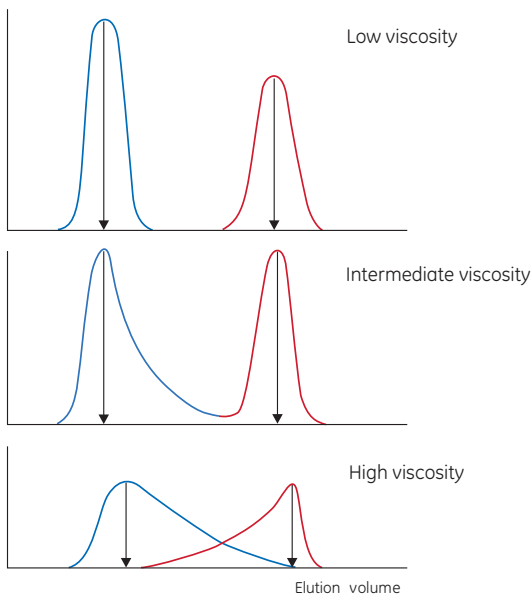 Low viscosity
Intermediate viscosity
High viscosity
Elution volume